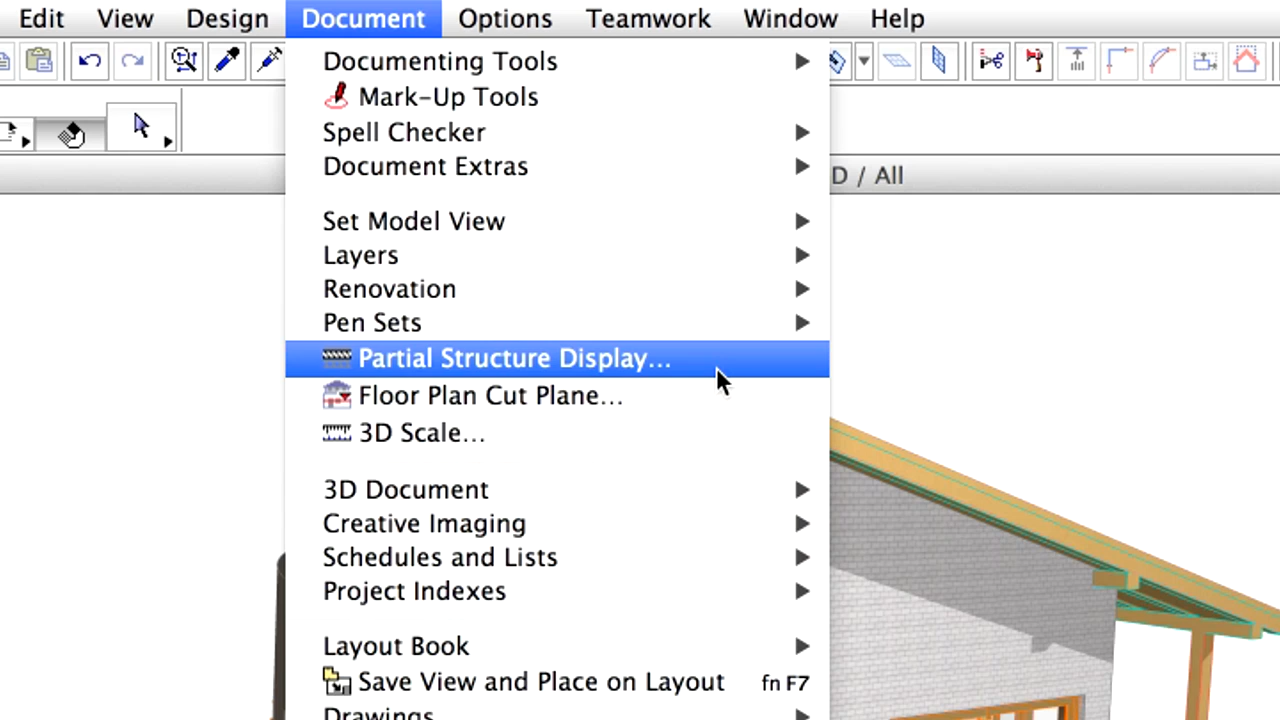 Edit View Design Document Options Teamwork Window Help
Documenting Tools
Mark-Up Tools
Spell Checker
Document Extras
D / All
Set Model View
Layers
Renovation
Pen Sets
Partial Structure Display...
Floor Plan Cut Plane...
3D Scale...
3D Document
Creative Imaging
Schedules and Lists
Project Indexes
Layout Book
Save View and Place on Layout fn F7
Drawings